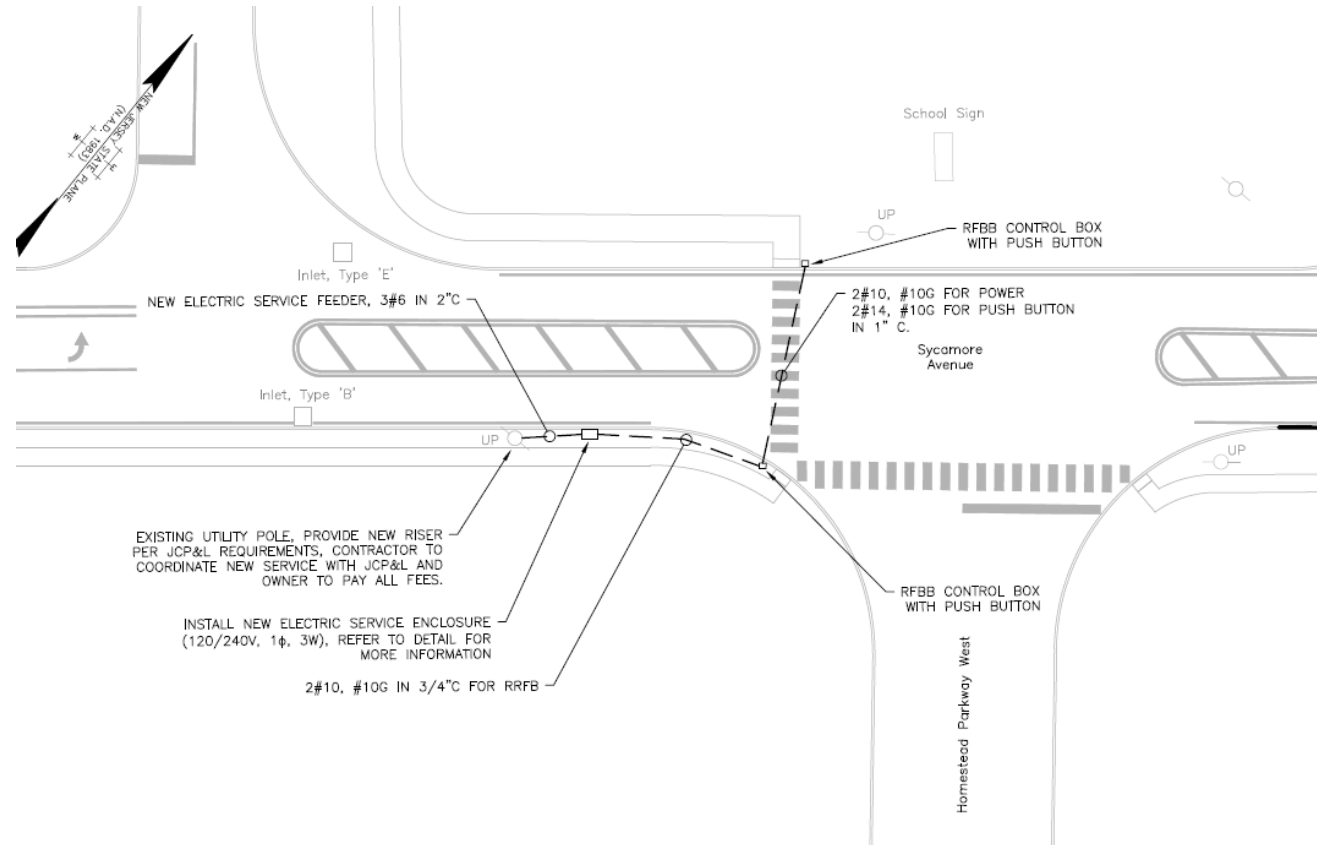 NEW JERSEY STATE PLANE
(N.A.D. 1983)
School Sign
UP
RFBB CONTROL BOX
WITH PUSH BUTTON
Inlet, Type 'E'
NEW ELECTRIC SERVICE FEEDER, 3#6 IN 2"C
2#10, #10G FOR POWER
2#14, #10G FOR PUSH BUTTON
IN 1" C.
Sycamore
Avenue
Inlet, Type 'B'
UP
UP
EXISTING UTILITY POLE, PROVIDE NEW RISER
PER JCP&L REQUIREMENTS, CONTRACTOR TO
COORDINATE NEW SERVICE WITH JCP&L AND
OWNER TO PAY ALL FEES.
RFBB CONTROL BOX
WITH PUSH BUTTON
INSTALL NEW ELECTRIC SERVICE ENCLOSURE
(120/240V, 1ϕ, 3W), REFER TO DETAIL FOR
MORE INFORMATION
2#10, #10G IN 3/4"C FOR RRFB
Homestead Parkway West